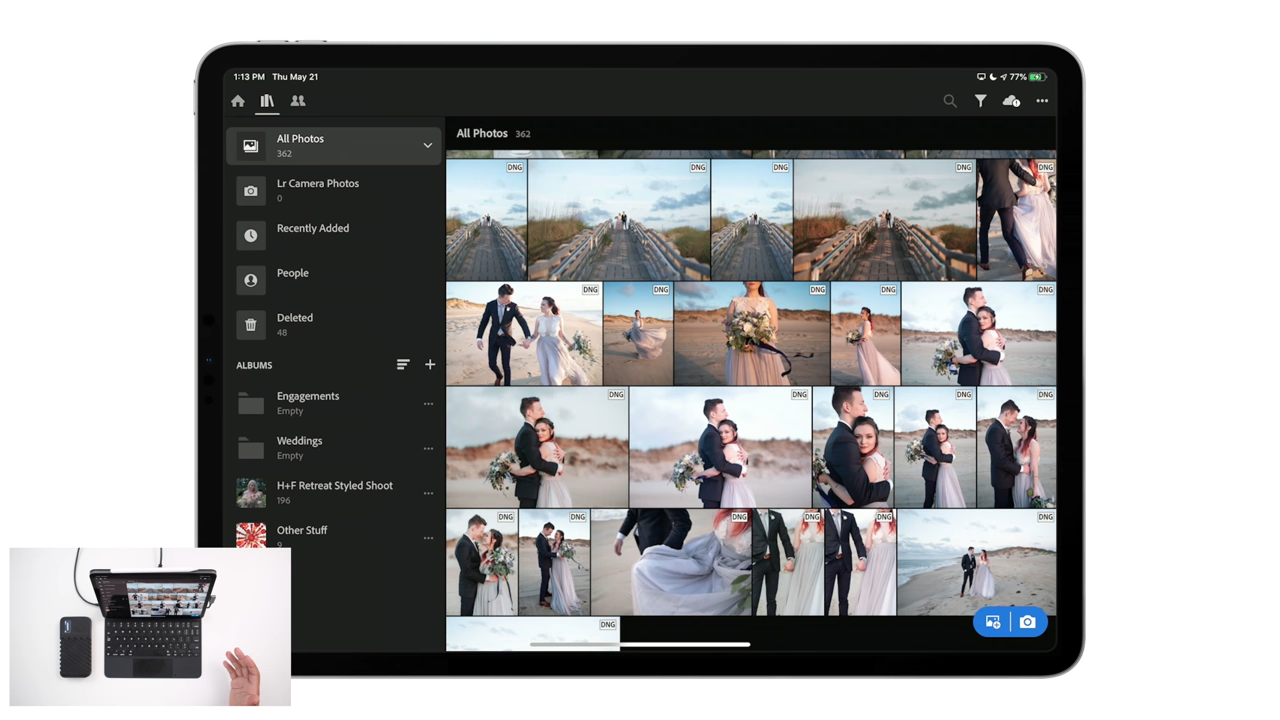 1:13 PM Thu May 21
77%
All Photos
362
Lr Camera Photos
0
Recently Added
People
Deleted
48
ALBUMS
Engagements
Empty
Weddings
Empty
H+F Retreat Styled Shoot
196
Other Stuff
All Photos 362
DNG DNG DNG DNG DNG
DNG DNG DNG DNG DNG
DNG DNG DNG DNG DNG
DNG DNG DNG DNG DNG DNG
DNG